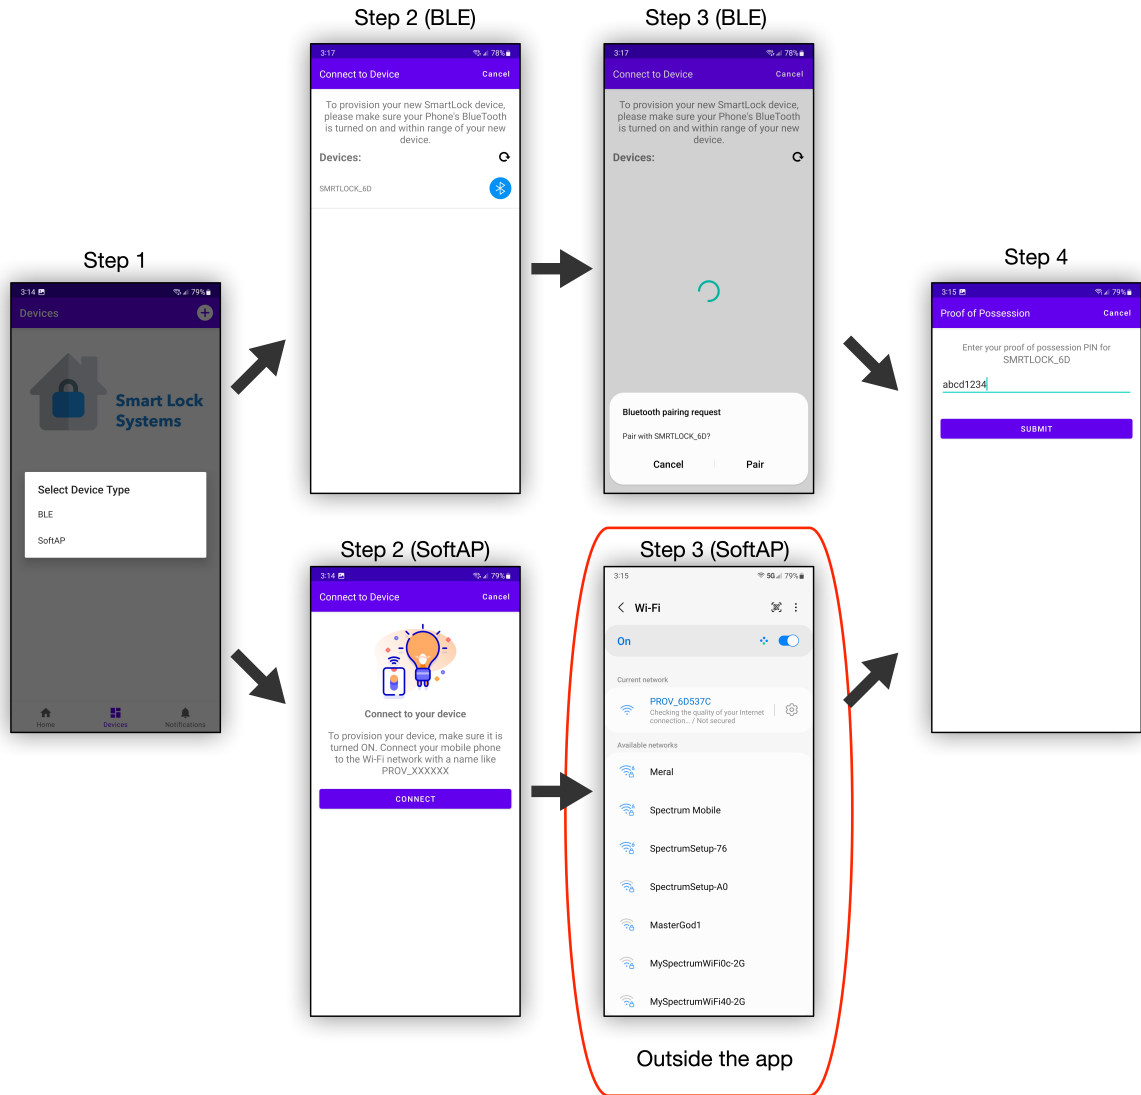 Step 2 (BLE)
3:17
78%
Connect to Device
Cancel
To provision your new SmartLock device,
please make sure your Phone's BlueTooth
is turned on and within range of your new
device.
Devices:
SMRTLOCK_6D
Step 3 (BLE)
3:17
78%
Connect to Device
Cancel
To provision your new SmartLock device,
please make sure your Phone's BlueTooth
is turned on and within range of your new
device.
Devices:
Bluetooth pairing request
Pair with SMRTLOCK_6D?
Cancel
Pair
Step 1
3:14
79%
Devices
Smart Lock
Systems
Select Device Type
BLE
SoftAP
Home
Devices
Notifications
Step 4
3:15
79%
Proof of Possession
Cancel
Enter your proof of possession PIN for
SMRTLOCK_6D
abcd1234
SUBMIT
Step 2 (SoftAP)
3:14
79%
Connect to Device
Cancel
Connect to your device
To provision your device, make sure it is
turned ON. Connect your mobile phone
to the Wi-Fi network with a name like
PROV_XXXXXX
CONNECT
Step 3 (SoftAP)
3:15
5G
79%
Wi-Fi
On
Current network
PROV_6D537C
Checking the quality of your Internet
connection... / Not secured
Available networks
Meral
Spectrum Mobile
SpectrumSetup-76
SpectrumSetup-A0
MasterGod1
MySpectrumWiFi0c-2G
MySpectrumWiFi40-2G
Outside the app